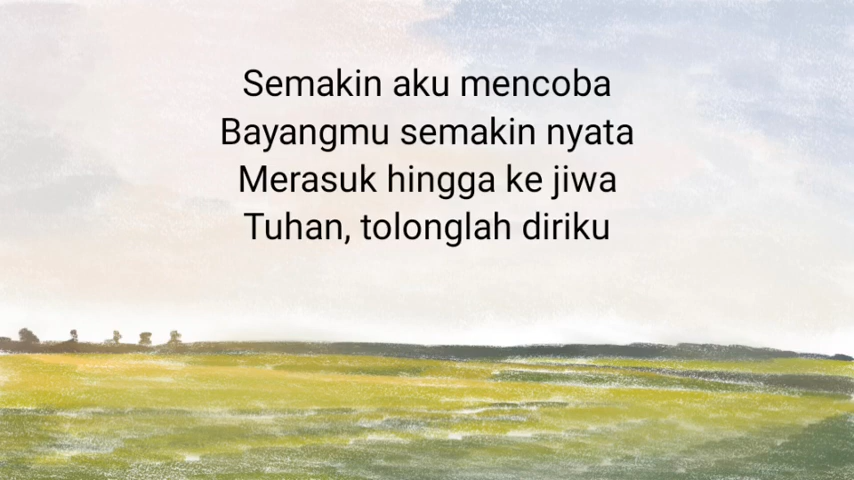 Semakin aku mencoba
Bayangmu semakin nyata
Merasuk hingga ke jiwa
Tuhan, tolonglah diriku